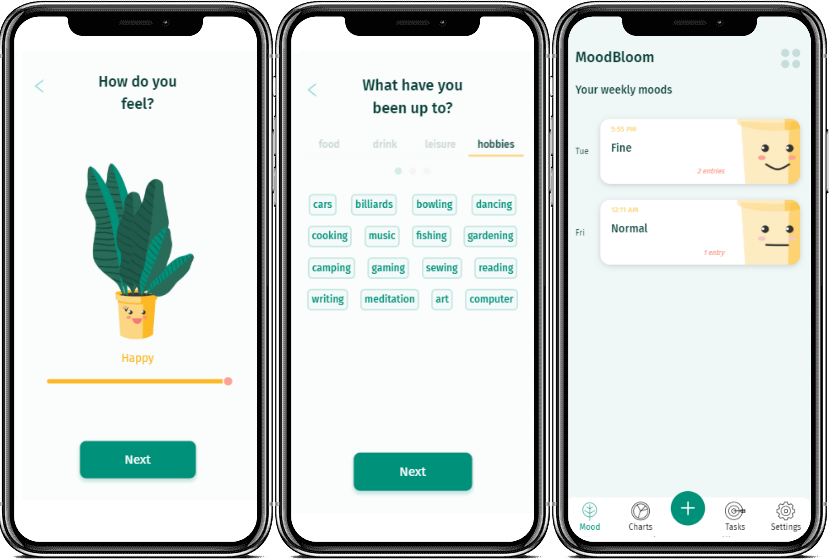 How do you
feel?
Happy
Next
What have you
been up to?
food drink leisure hobbies
cars billiards bowling dancing
cooking music fishing gardening
camping gaming sewing reading
writing meditation art computer
Next
MoodBloom
Your weekly moods
Tue
5:55 PM
Fine
2 entries
Fri
12:11 AM
Normal
1 entry
Mood Charts Tasks Settings